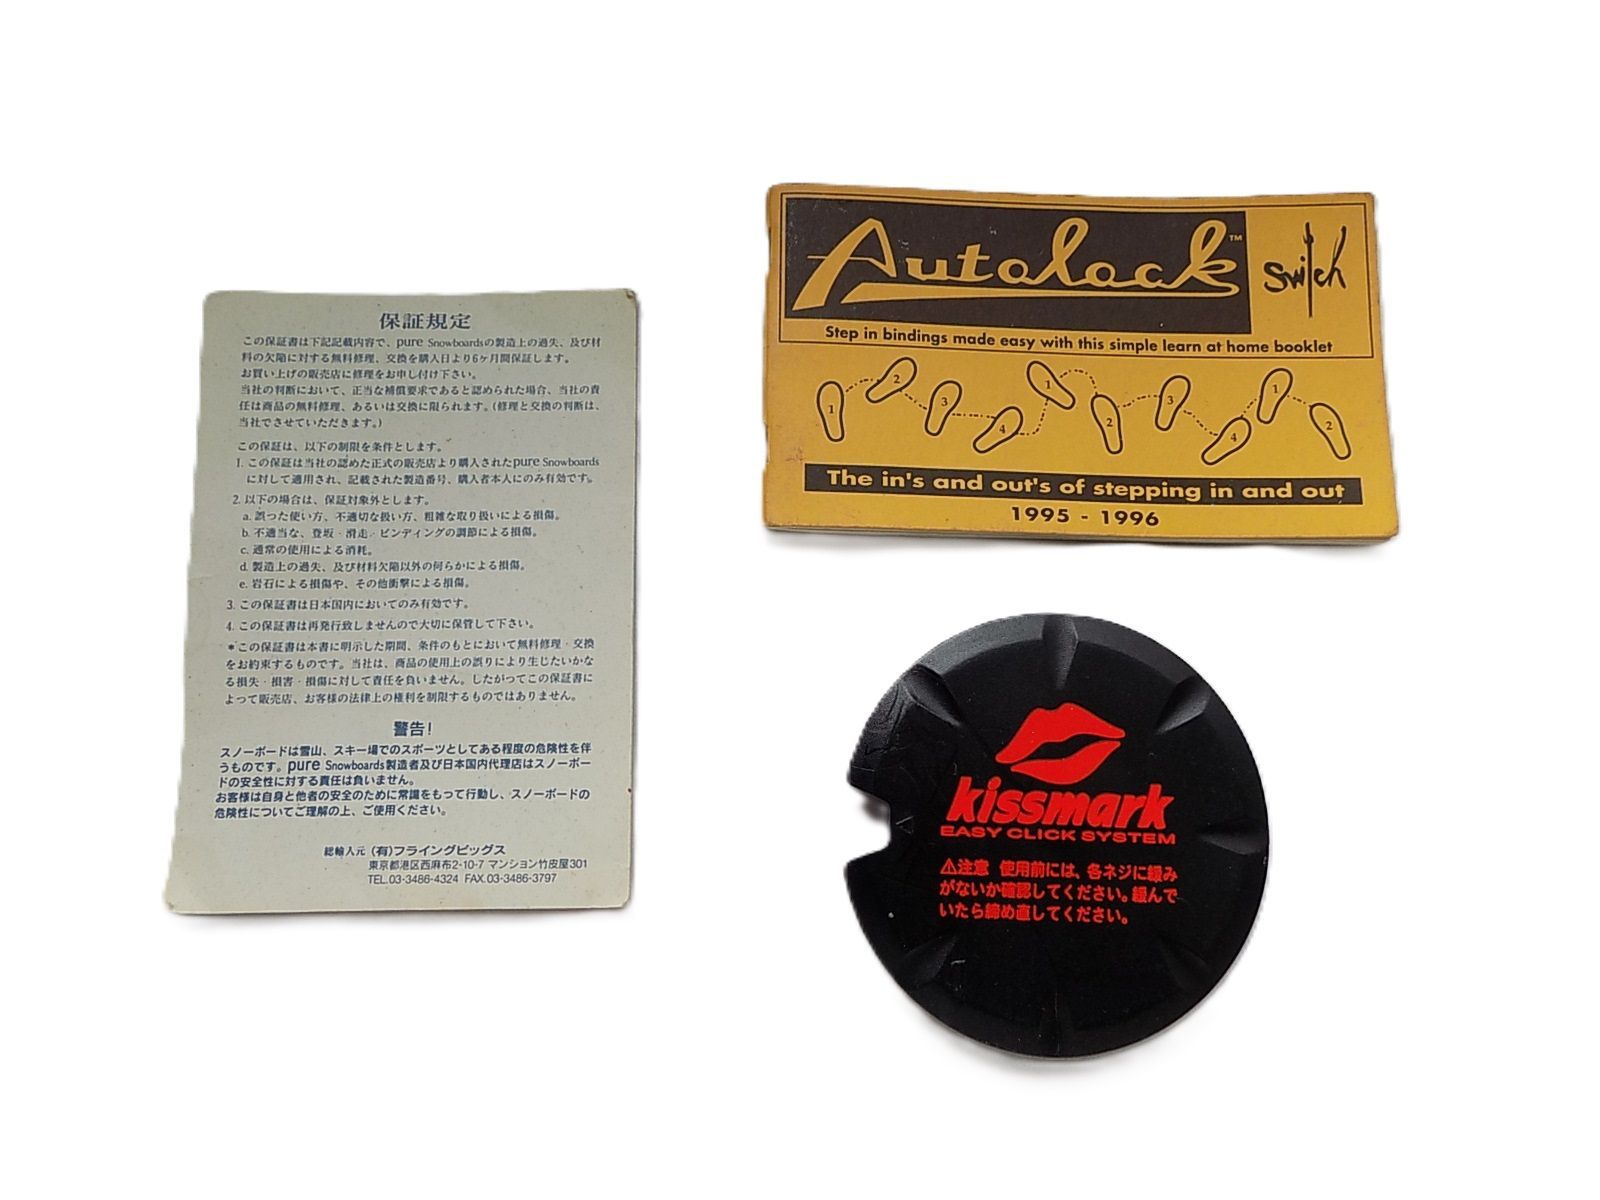 保証規定
この保証書は下記記載内容で、pure Snowboardsの製造上の過失、及び材
料の欠陥に対する無料修理、交換を購入日より6ヶ月間保証します。
お買い上げの販売店に修理をお申し付け下さい。
当社の判断において、正当な補償要求であると認められた場合、当社の責
任は商品の無料修理、あるいは交換に限られます。(修理と交換の判断は、
当社でさせていただきます。)
この保証は、以下の制限を条件とします。
1. この保証は当社の認めた正式の販売店より購入されたpure Snowboards
に対して適用され、記載された製造番号、購入者本人にのみ有効です。
2. 以下の場合は、保証対象外とします。
a. 誤った使い方、不適切な扱い方、粗雑な取り扱いによる損傷。
b. 不適当な、登坂・滑走・ビンディングの調節による損傷。
c. 通常の使用による消耗。
d. 製造上の過失、及び材料欠陥以外の何らかによる損傷。
e. 岩石による損傷や、その他衝撃による損傷。
3. この保証書は日本国内においてのみ有効です。
4. この保証書は再発行致しませんので大切に保管して下さい。
*この保証書は本書に明示した期間、条件のもとにおいて無料修理・交換
をお約束するものです。当社は、商品の使用上の誤りにより生じたいかな
る損失・損害・損傷に対して責任を負いません。したがってこの保証書に
よって販売店、お客様の法律上の権利を制限するものではありません。
警告!
スノーボードは雪山、スキー場でのスポーツとしてある程度の危険性を伴
うものです。pure Snowboards製造者及び日本国内代理店はスノーボー
ドの安全性に対する責任は負いません。
お客様は自身と他者の安全のために常識をもって行動し、スノーボードの
危険性についてご理解の上、ご使用ください。
総輸入元 (有)フライングピッグス
東京都港区西麻布2-10-7 マンション竹皮屋301
TEL.03-3486-4324 FAX.03-3486-3797
Autolock™
Switch
Step in bindings made easy with this simple learn at home booklet
1 2 3 4 1 2 3 4 1 2
The in's and out's of stepping in and out
1995 - 1996
kissmark
EASY CLICK SYSTEM
⚠注意 使用前には、各ネジに緩み
がないか確認してください。緩んで
いたら締め直してください。